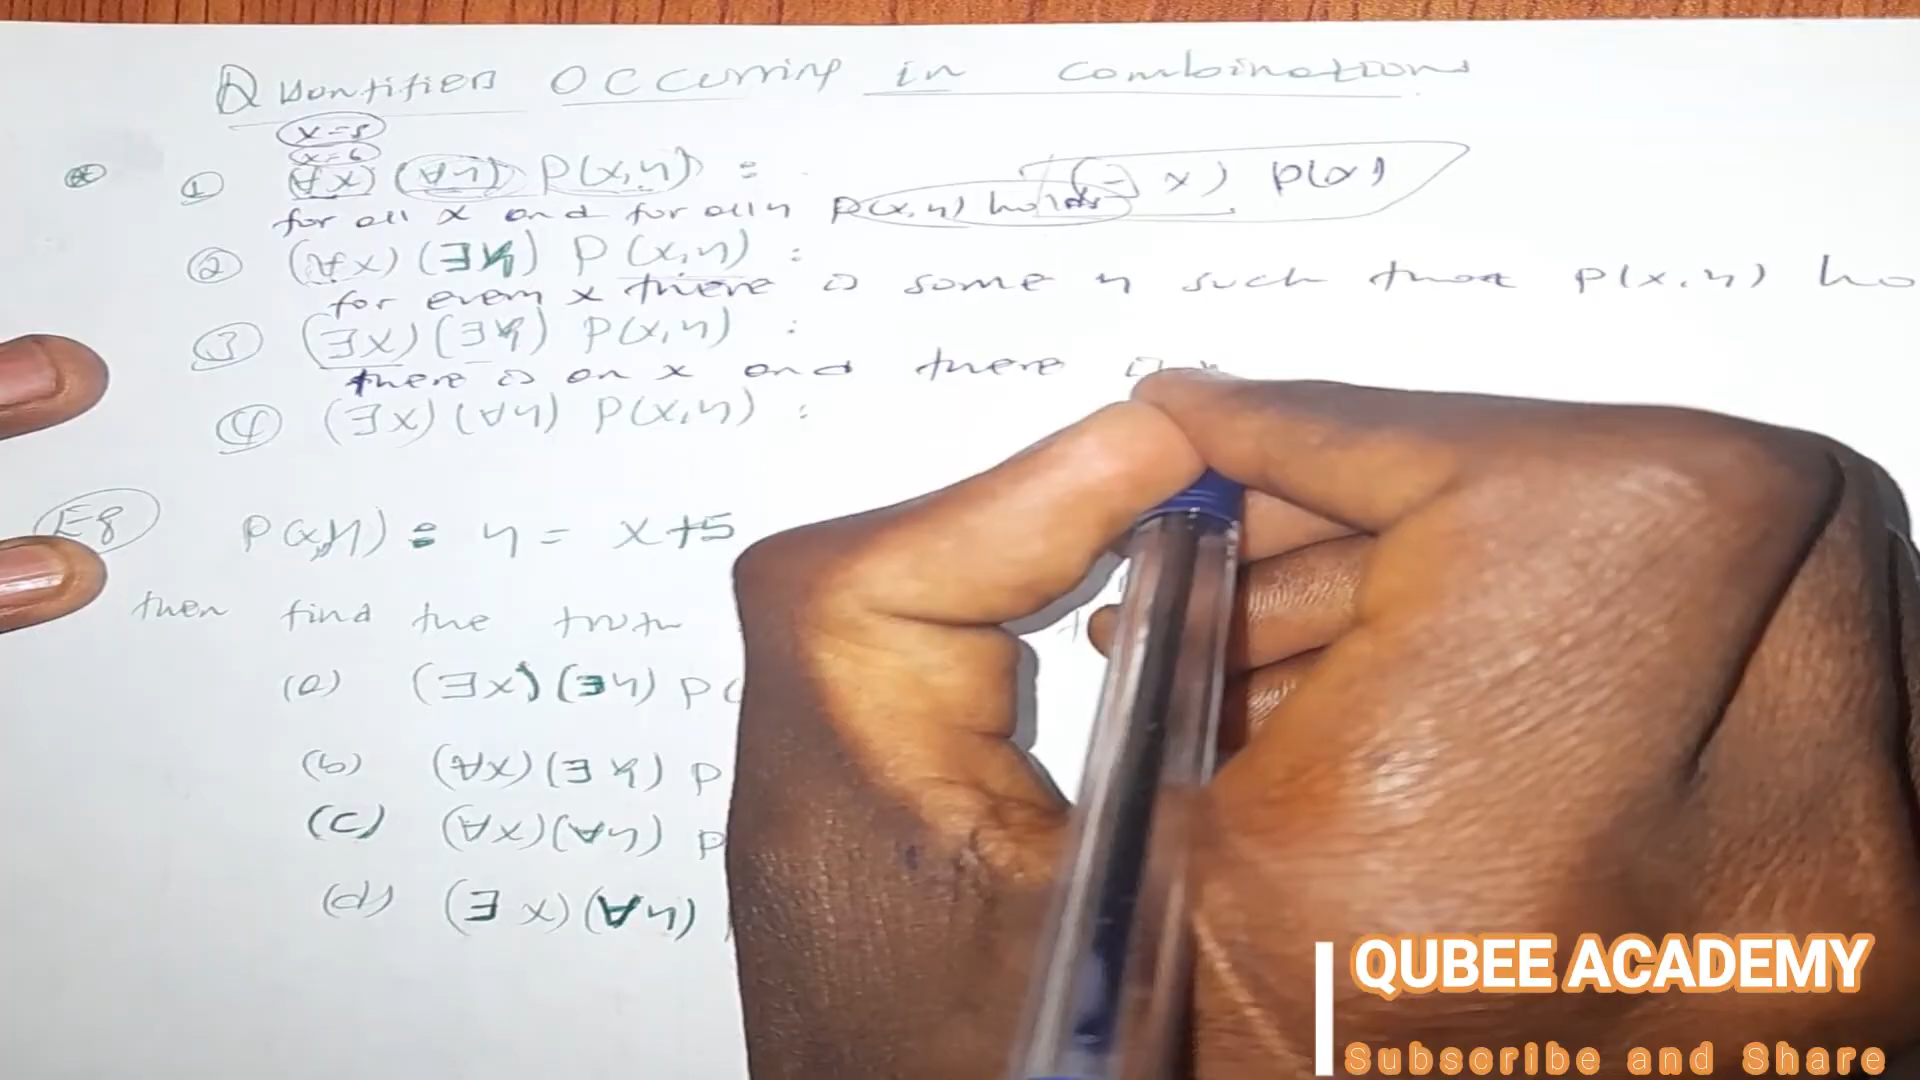 Quantifiers Occurring in Combinations
x=5
x=6
① (∀x) (∀y) P(x,y) :
x) P(x)
for all x and for all y P(x,y) holds
② (∀x) (∃y) P(x,y) :
for every x there is some y such that P(x,y) ho
③ (∃x)(∃y) P(x,y) :
there is an x and there is
④ (∃x)(∀y) P(x,y) :
Eg P(x,y) : y = x+5
then find the truth
(a) (∃x)(∃y) P(
(b) (∀x)(∃y) P
(c) (∀x)(∀y) P
(d) (∃x)(∀y)
QUBEE ACADEMY
Subscribe and Share